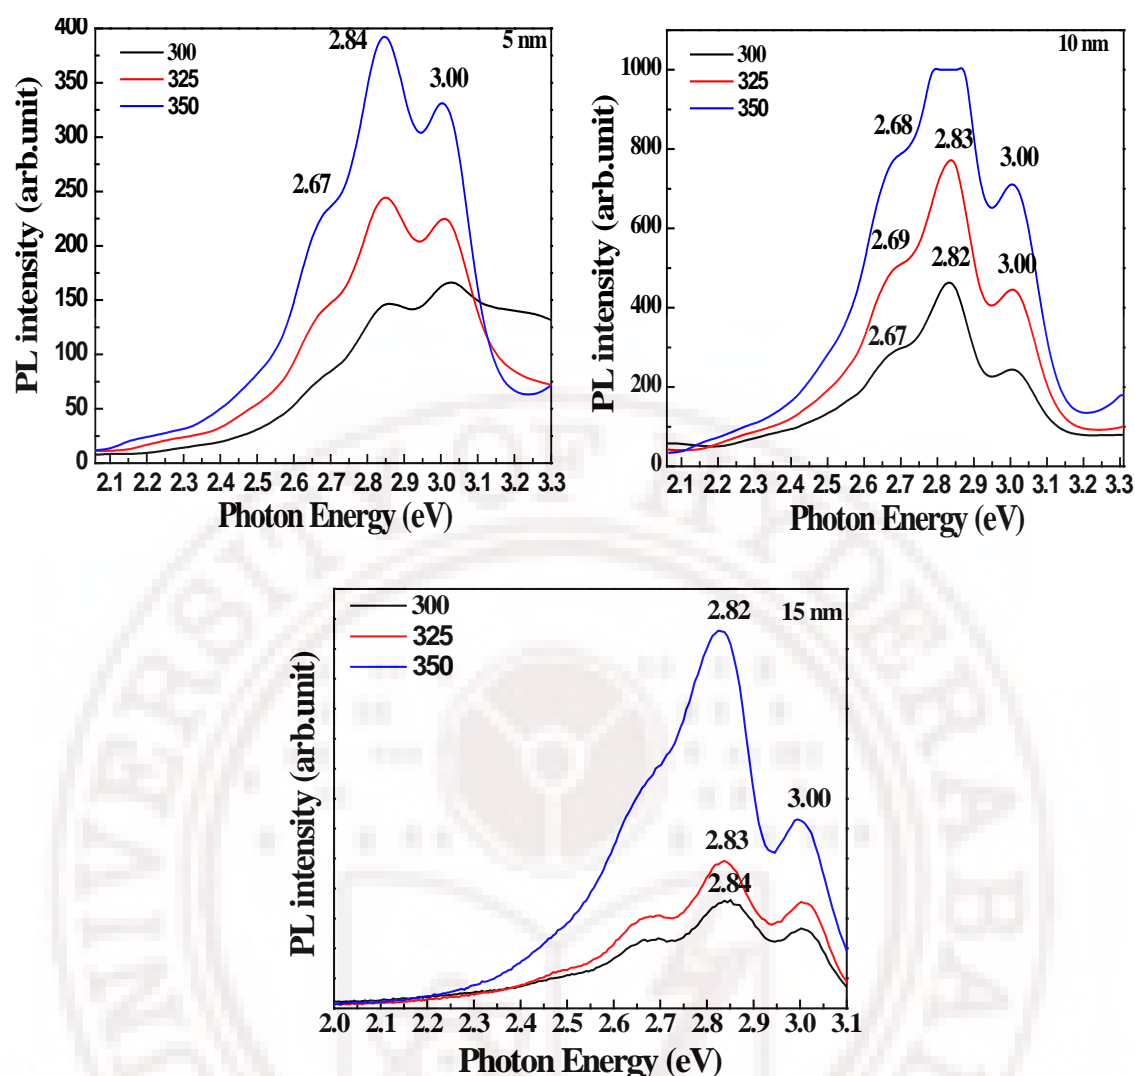 5 nm
300
325
350
2.84
3.00
2.67
400
350
300
250
200
150
100
50
0
PL intensity (arb.unit)
2.1 2.2 2.3 2.4 2.5 2.6 2.7 2.8 2.9 3.0 3.1 3.2 3.3
Photon Energy (eV)
10 nm
300
325
350
2.68
2.83
3.00
2.69
2.82
3.00
2.67
1000
800
600
400
200
0
PL intensity (arb.unit)
2.1 2.2 2.3 2.4 2.5 2.6 2.7 2.8 2.9 3.0 3.1 3.2 3.3
Photon Energy (eV)
15 nm
300
325
350
2.82
3.00
2.83
2.84
PL intensity (arb.unit)
2.0 2.1 2.2 2.3 2.4 2.5 2.6 2.7 2.8 2.9 3.0 3.1
Photon Energy (eV)
UNIVERSITY OF HYDERABAD